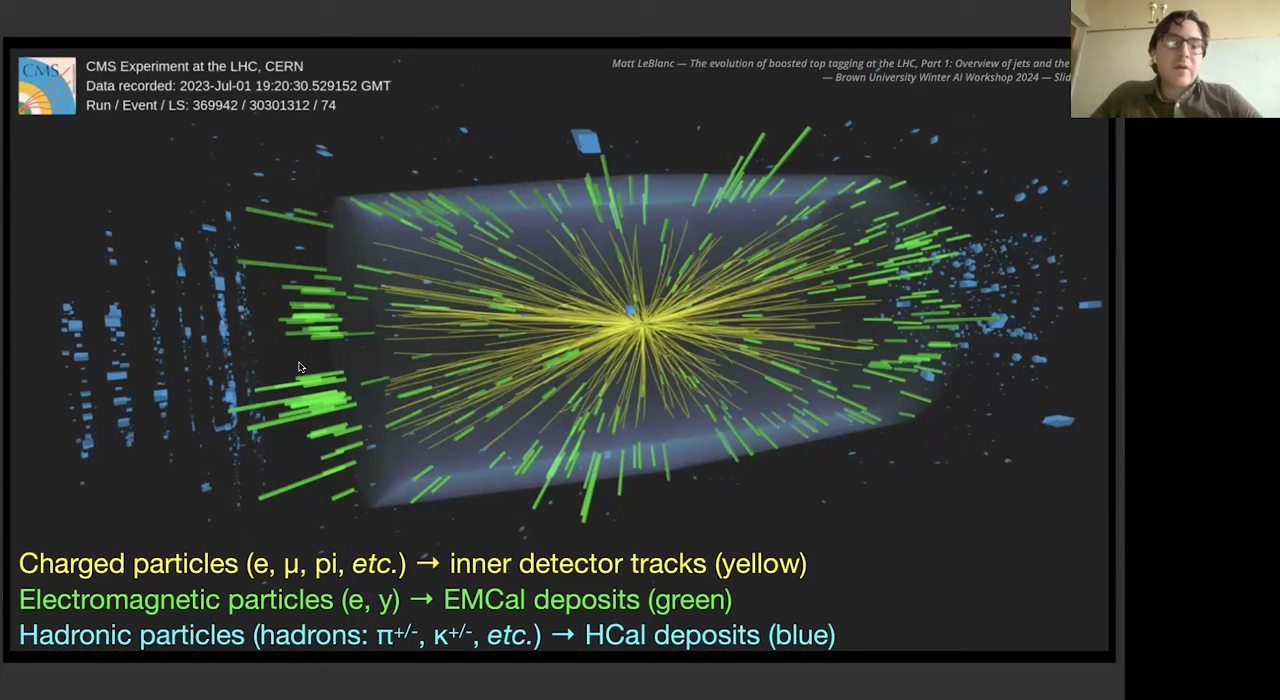 CMS
CMS Experiment at the LHC, CERN
Data recorded: 2023-Jul-01 19:20:30.529152 GMT
Run / Event / LS: 369942 / 30301312 / 74
Matt LeBlanc — The evolution of boosted top tagging at the LHC, Part 1: Overview of jets and the
— Brown University Winter AI Workshop 2024 — Slid
Charged particles (e, μ, pi, etc.) → inner detector tracks (yellow)
Electromagnetic particles (e, y) → EMCal deposits (green)
Hadronic particles (hadrons: π+/-, κ+/-, etc.) → HCal deposits (blue)